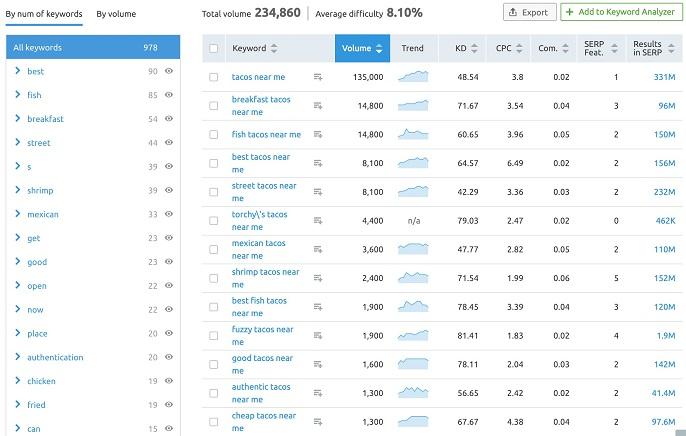 By num of keywords By volume Total volume 234,860 Average difficulty 8.10% Export + Add to Keyword Analyzer
All keywords 978
best 90
fish 85
breakfast 54
street 44
s 39
shrimp 39
mexican 33
get 23
good 23
open 22
now 22
place 20
authentication 20
chicken 19
fried 19
can 15
Keyword Volume Trend KD CPC Com. SERP Feat. Results in SERP
tacos near me 135,000 48.54 3.8 0.02 1 331M
breakfast tacos near me 14,800 71.67 3.54 0.04 3 96M
fish tacos near me 14,800 60.65 3.96 0.05 2 150M
best tacos near me 8,100 64.57 6.49 0.02 2 156M
street tacos near me 8,100 42.29 3.36 0.03 2 232M
torchy\'s tacos near me 4,400 n/a 79.03 2.47 0.02 0 462K
mexican tacos near me 3,600 47.77 2.82 0.05 2 110M
shrimp tacos near me 2,400 71.54 1.99 0.06 5 152M
best fish tacos near me 1,900 78.45 3.39 0.04 3 120M
fuzzy tacos near me 1,900 81.41 1.83 0.02 4 1.9M
good tacos near me 1,600 78.11 2.04 0.03 2 142M
authentic tacos near me 1,300 56.65 2.42 0.02 2 41.4M
cheap tacos near me 1,300 67.67 4.38 0.04 2 97.6M